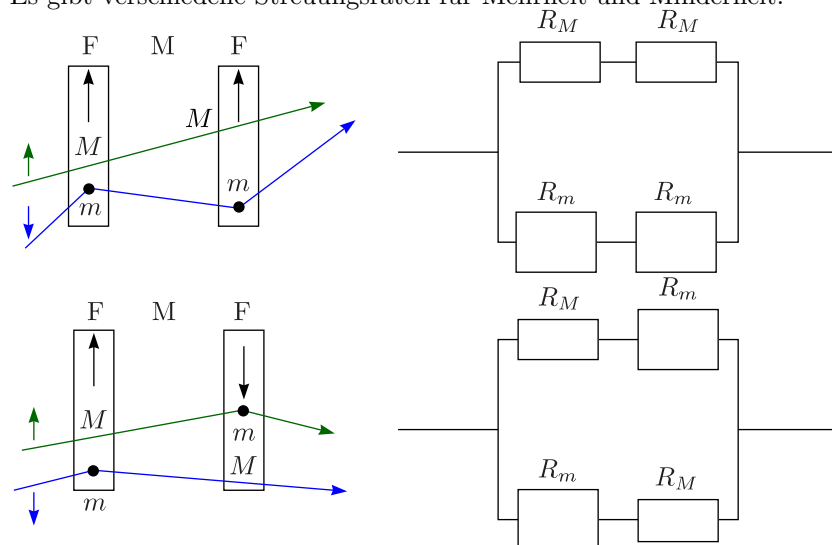 Es gibt verschiedene Streuungsraten für Mehrheit und Minderheit.
F M F
M
M
m
m
R_M R_M
R_m R_m
F M F
M
m
M
m
R_M R_m
R_m R_M